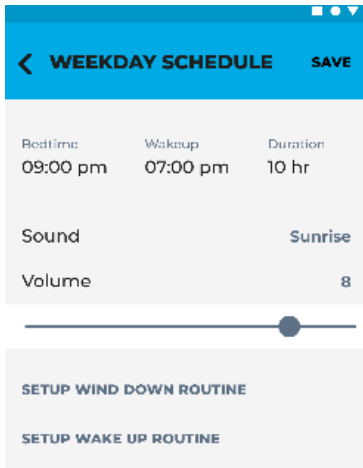 WEEKDAY SCHEDULE SAVE
Bedtime Wakeup Duration
09:00 pm 07:00 pm 10 hr
Sound Sunrise
Volume 8
SETUP WIND DOWN ROUTINE
SETUP WAKE UP ROUTINE